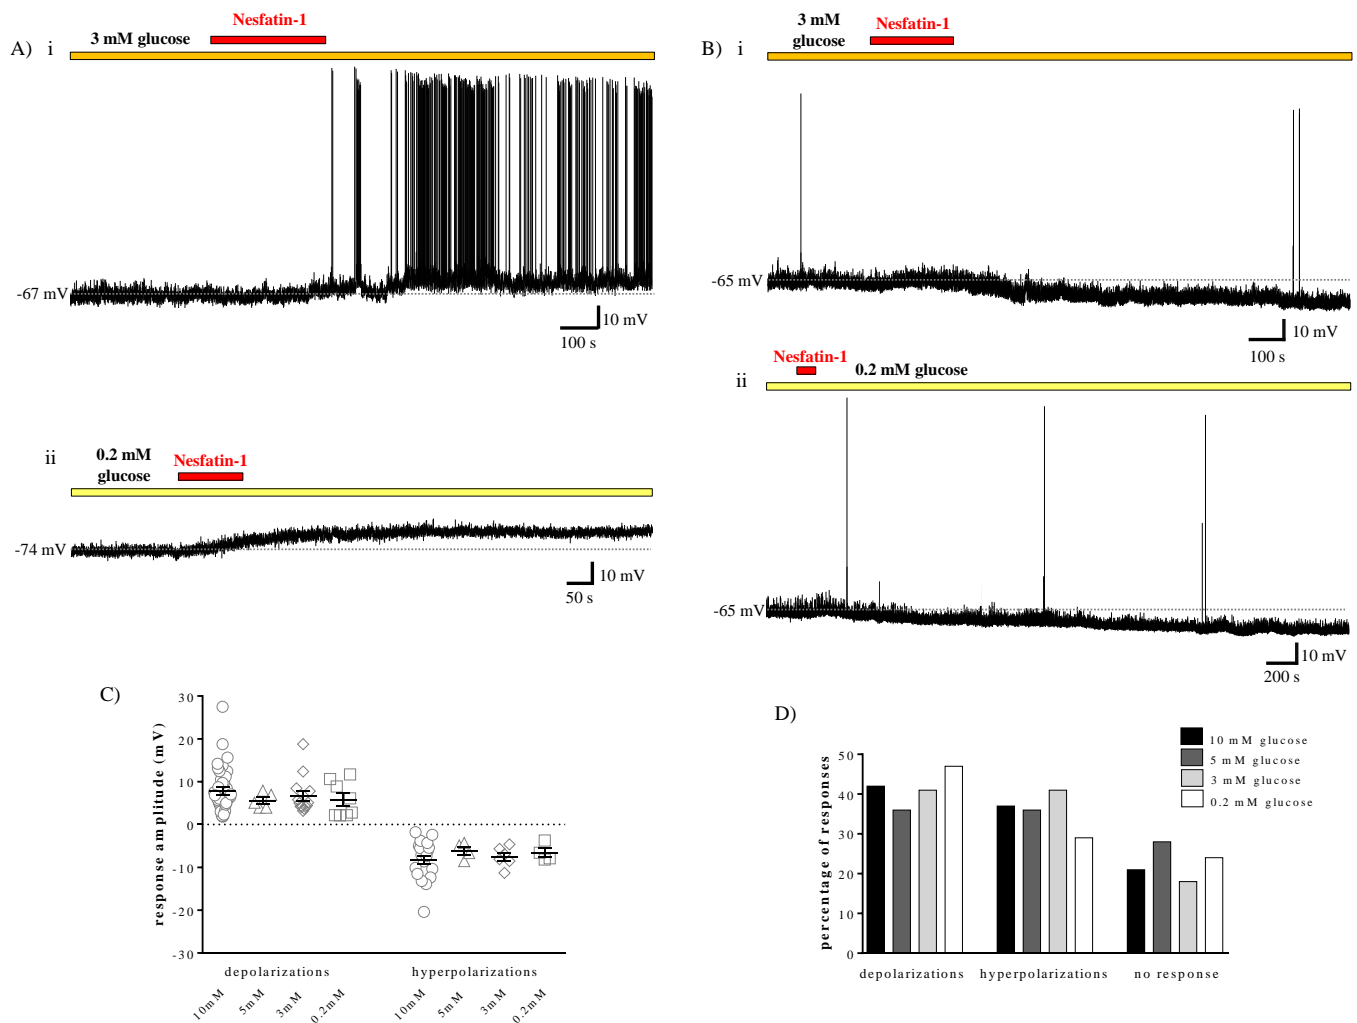 A) i
3 mM glucose
Nesfatin-1
-67 mV
10 mV
100 s
ii
0.2 mM
glucose
Nesfatin-1
-74 mV
10 mV
50 s
B) i
3 mM
glucose
Nesfatin-1
-65 mV
10 mV
100 s
ii
Nesfatin-1
0.2 mM glucose
-65 mV
10 mV
200 s
C)
response amplitude (mV)
30
20
10
0
-10
-20
-30
depolarizations
hyperpolarizations
10mM
5mM
3mM
0.2mM
10mM
5mM
3mM
0.2mM
D)
10 mM glucose
5 mM glucose
3 mM glucose
0.2 mM glucose
percentage of responses
50
40
30
20
10
0
depolarizations
hyperpolarizations
no response